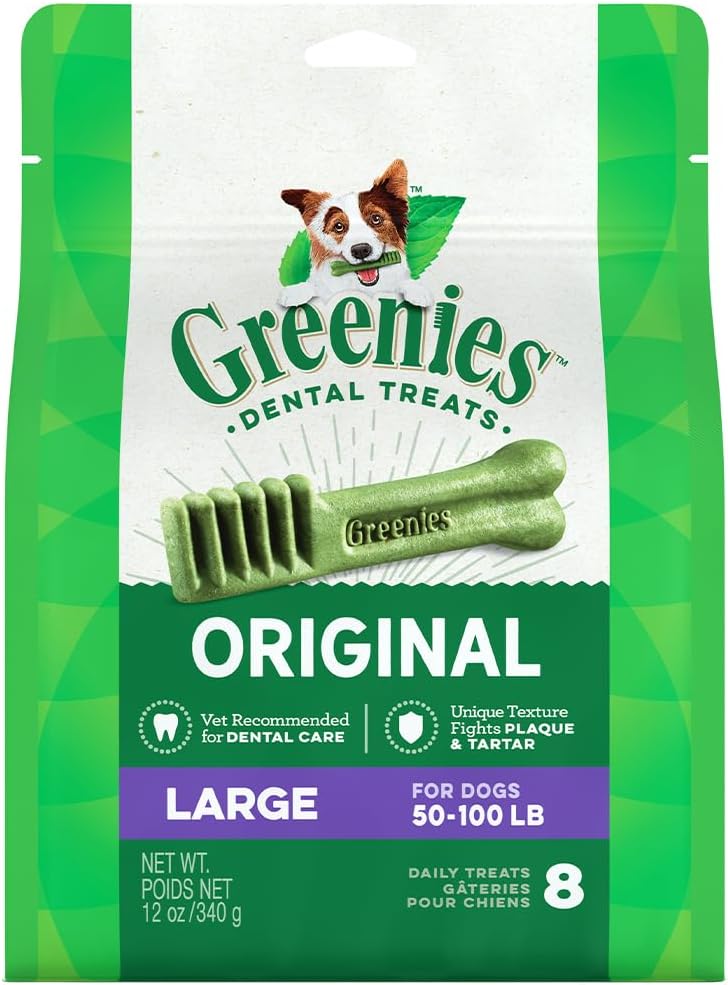 Greenies™
•DENTAL TREATS•
Greenies
ORIGINAL
Vet Recommended
for DENTAL CARE
Unique Texture
Fights PLAQUE
& TARTAR
LARGE
FOR DOGS
50-100 LB
NET WT.
POIDS NET
12 oz/340 g
DAILY TREATS
GÂTERIES
POUR CHIENS
8